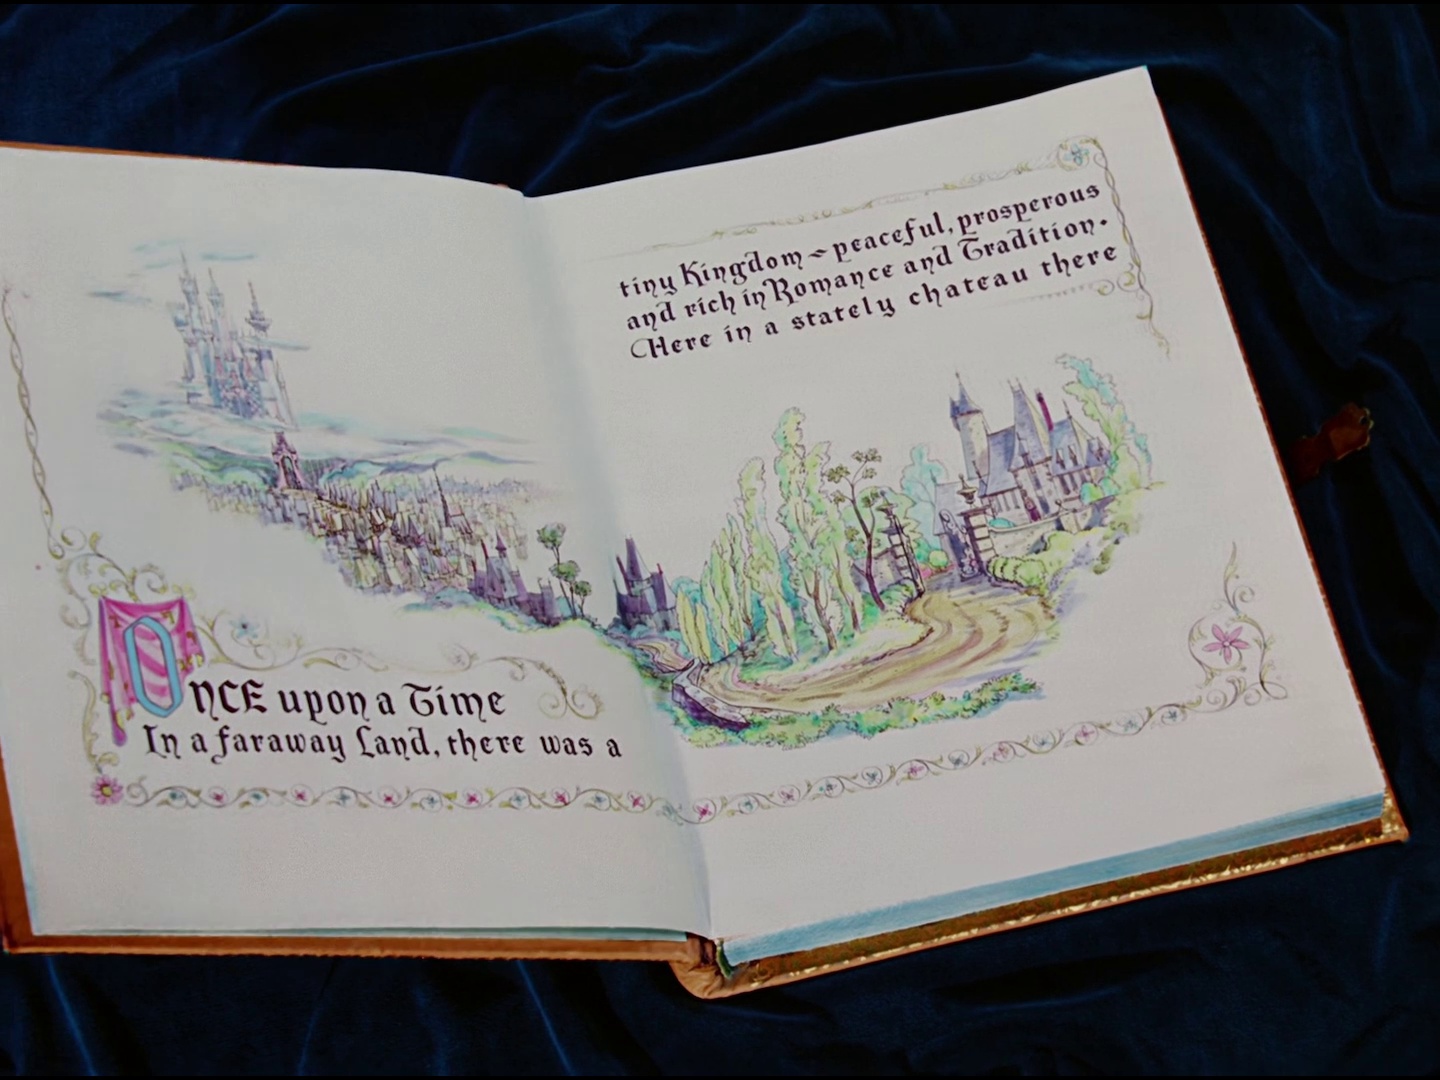 ONCE upon a Time
In a faraway Land, there was a
tiny Kingdom ~ peaceful, prosperous
and rich in Romance and Tradition.
Here in a stately chateau there